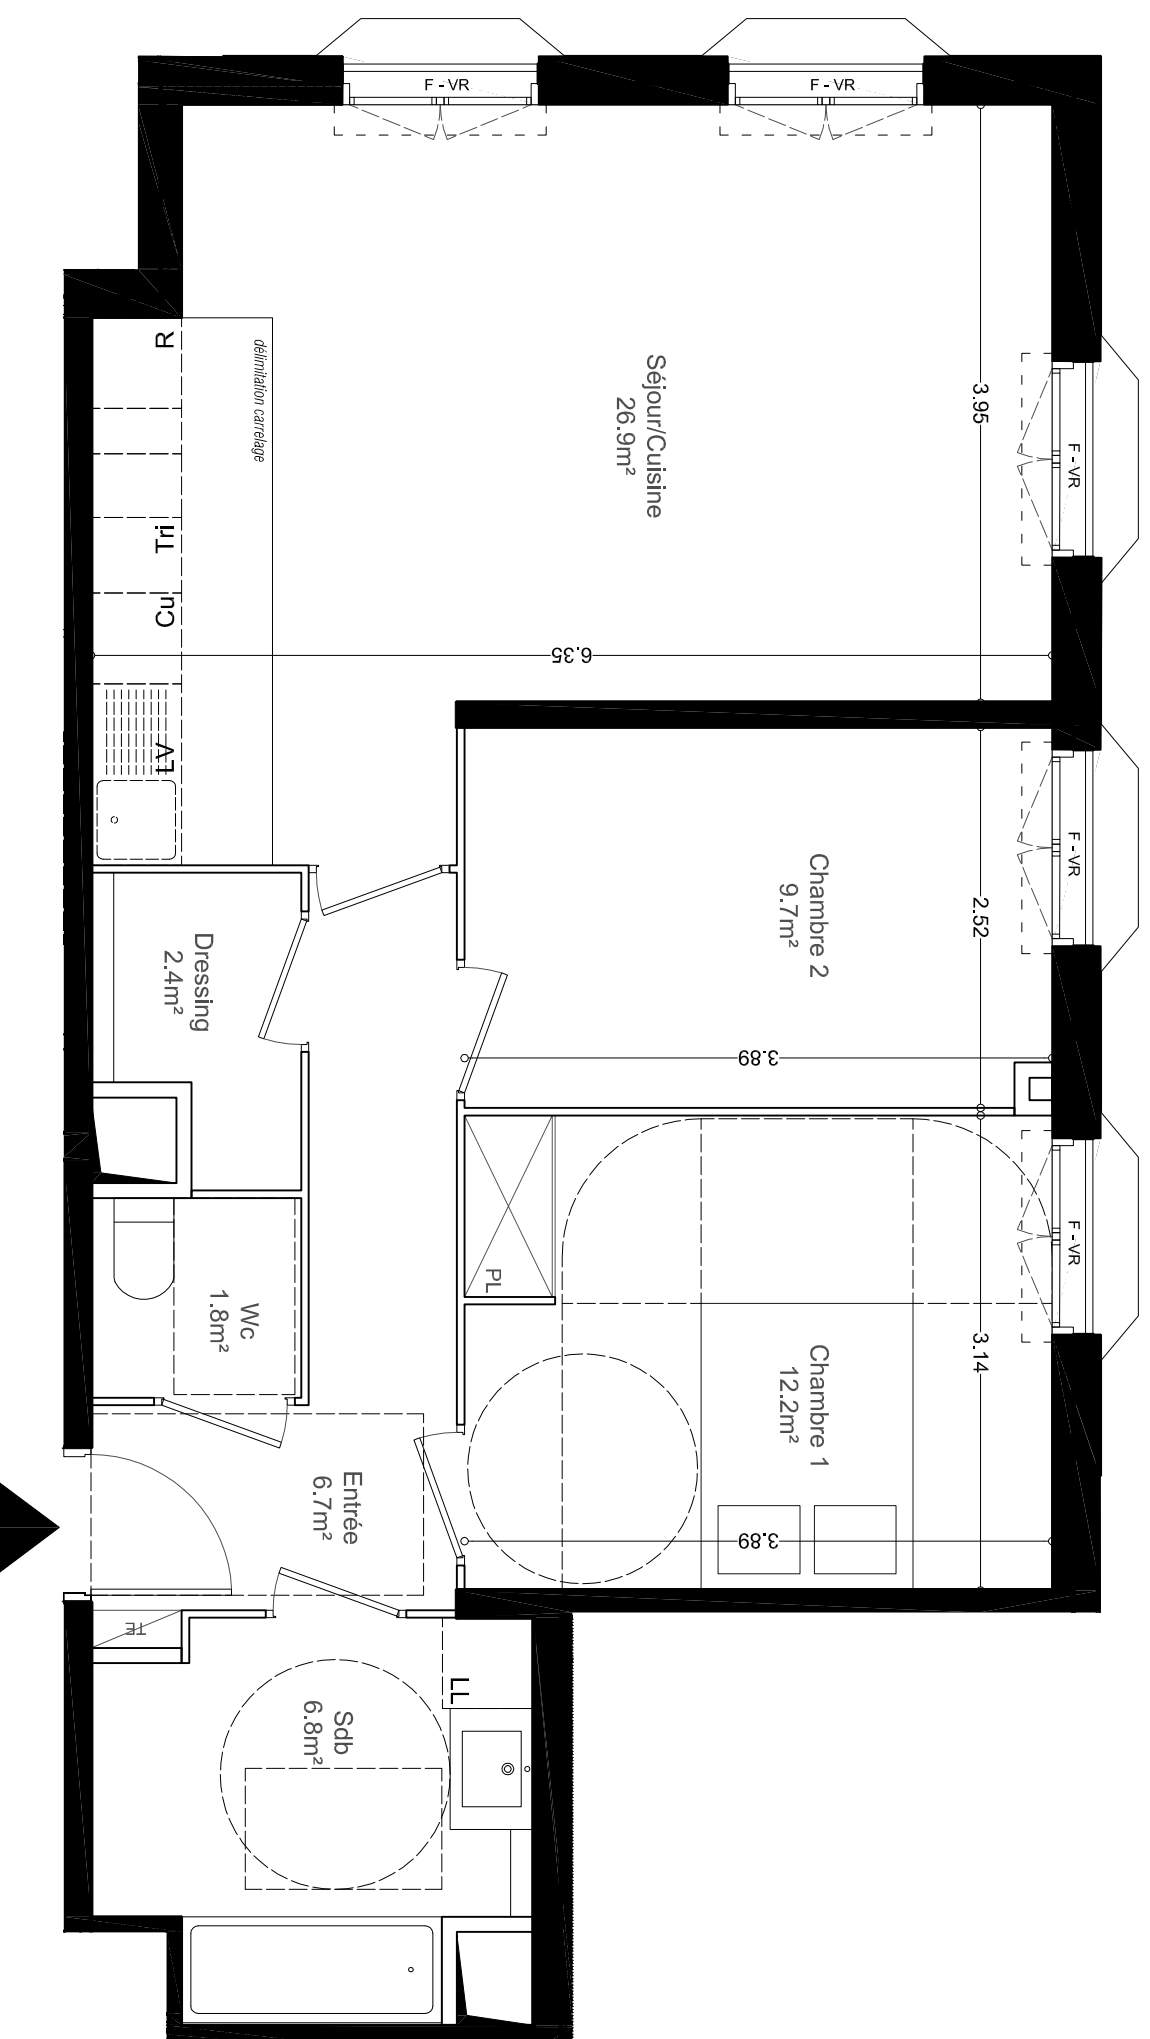 F - VR
F - VR
F - VR
F - VR
F - VR
Séjour/Cuisine
26.9m²
3.95
6.35
délimitation carrelage
R
Tri
Cu
LV
Chambre 2
9.7m²
2.52
3.89
Dressing
2.4m²
PL
Chambre 1
12.2m²
3.14
3.89
Wc
1.8m²
Entrée
6.7m²
TE
LL
Sdb
6.8m²